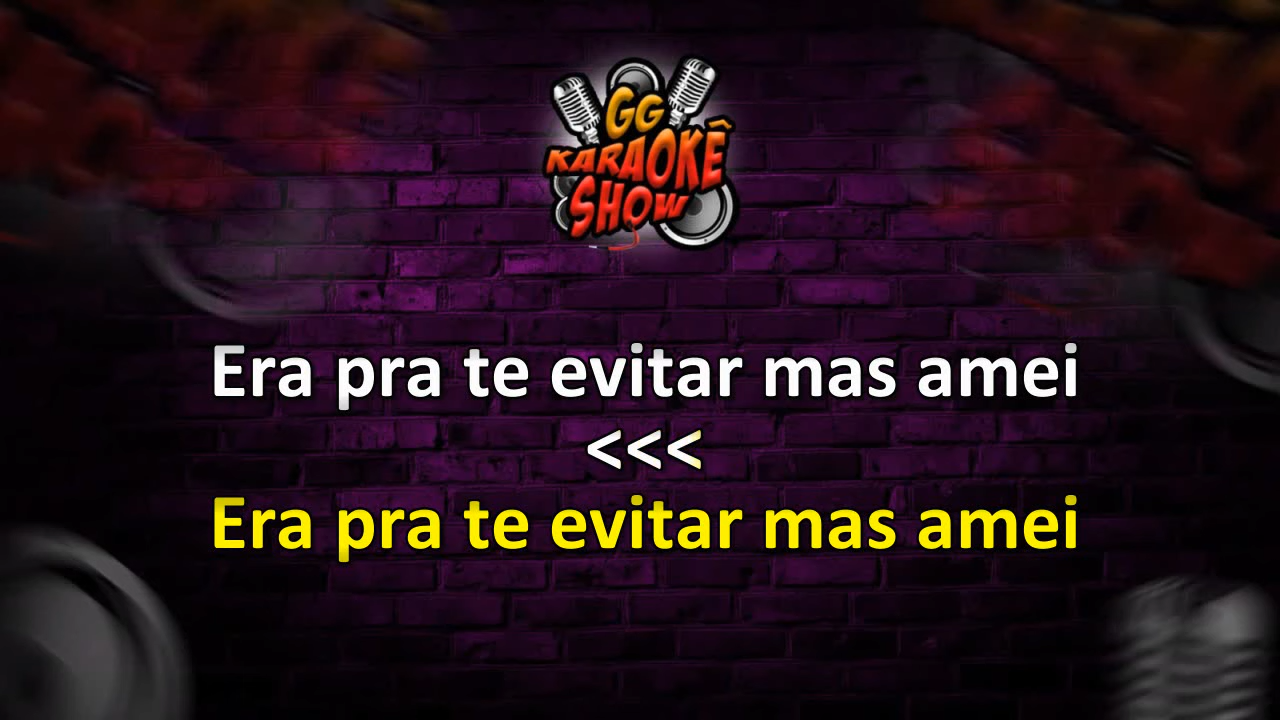 GG
KARAOKÊ
SHOW
Era pra te evitar mas amei
<<<
Era pra te evitar mas amei